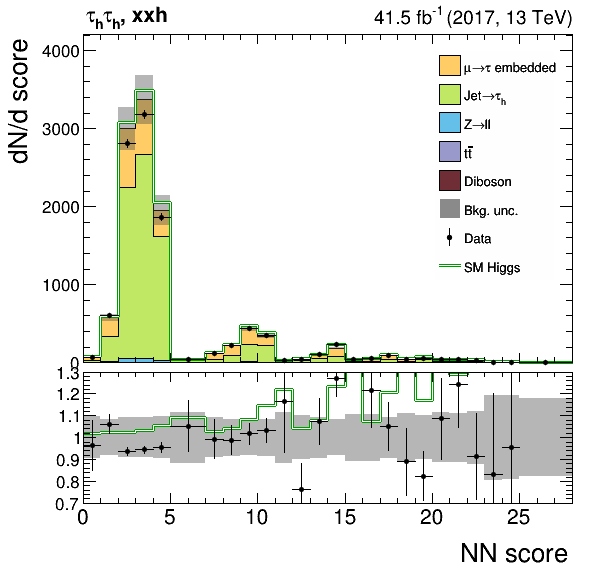 τhτh, xxh
41.5 fb⁻¹ (2017, 13 TeV)
dN/d score
4000
3000
2000
1000
0
μ→τ embedded
Jet→τh
Z→ll
tt̄
Diboson
Bkg. unc.
Data
SM Higgs
1.3
1.2
1.1
1
0.9
0.8
0.7
0 5 10 15 20 25
NN score